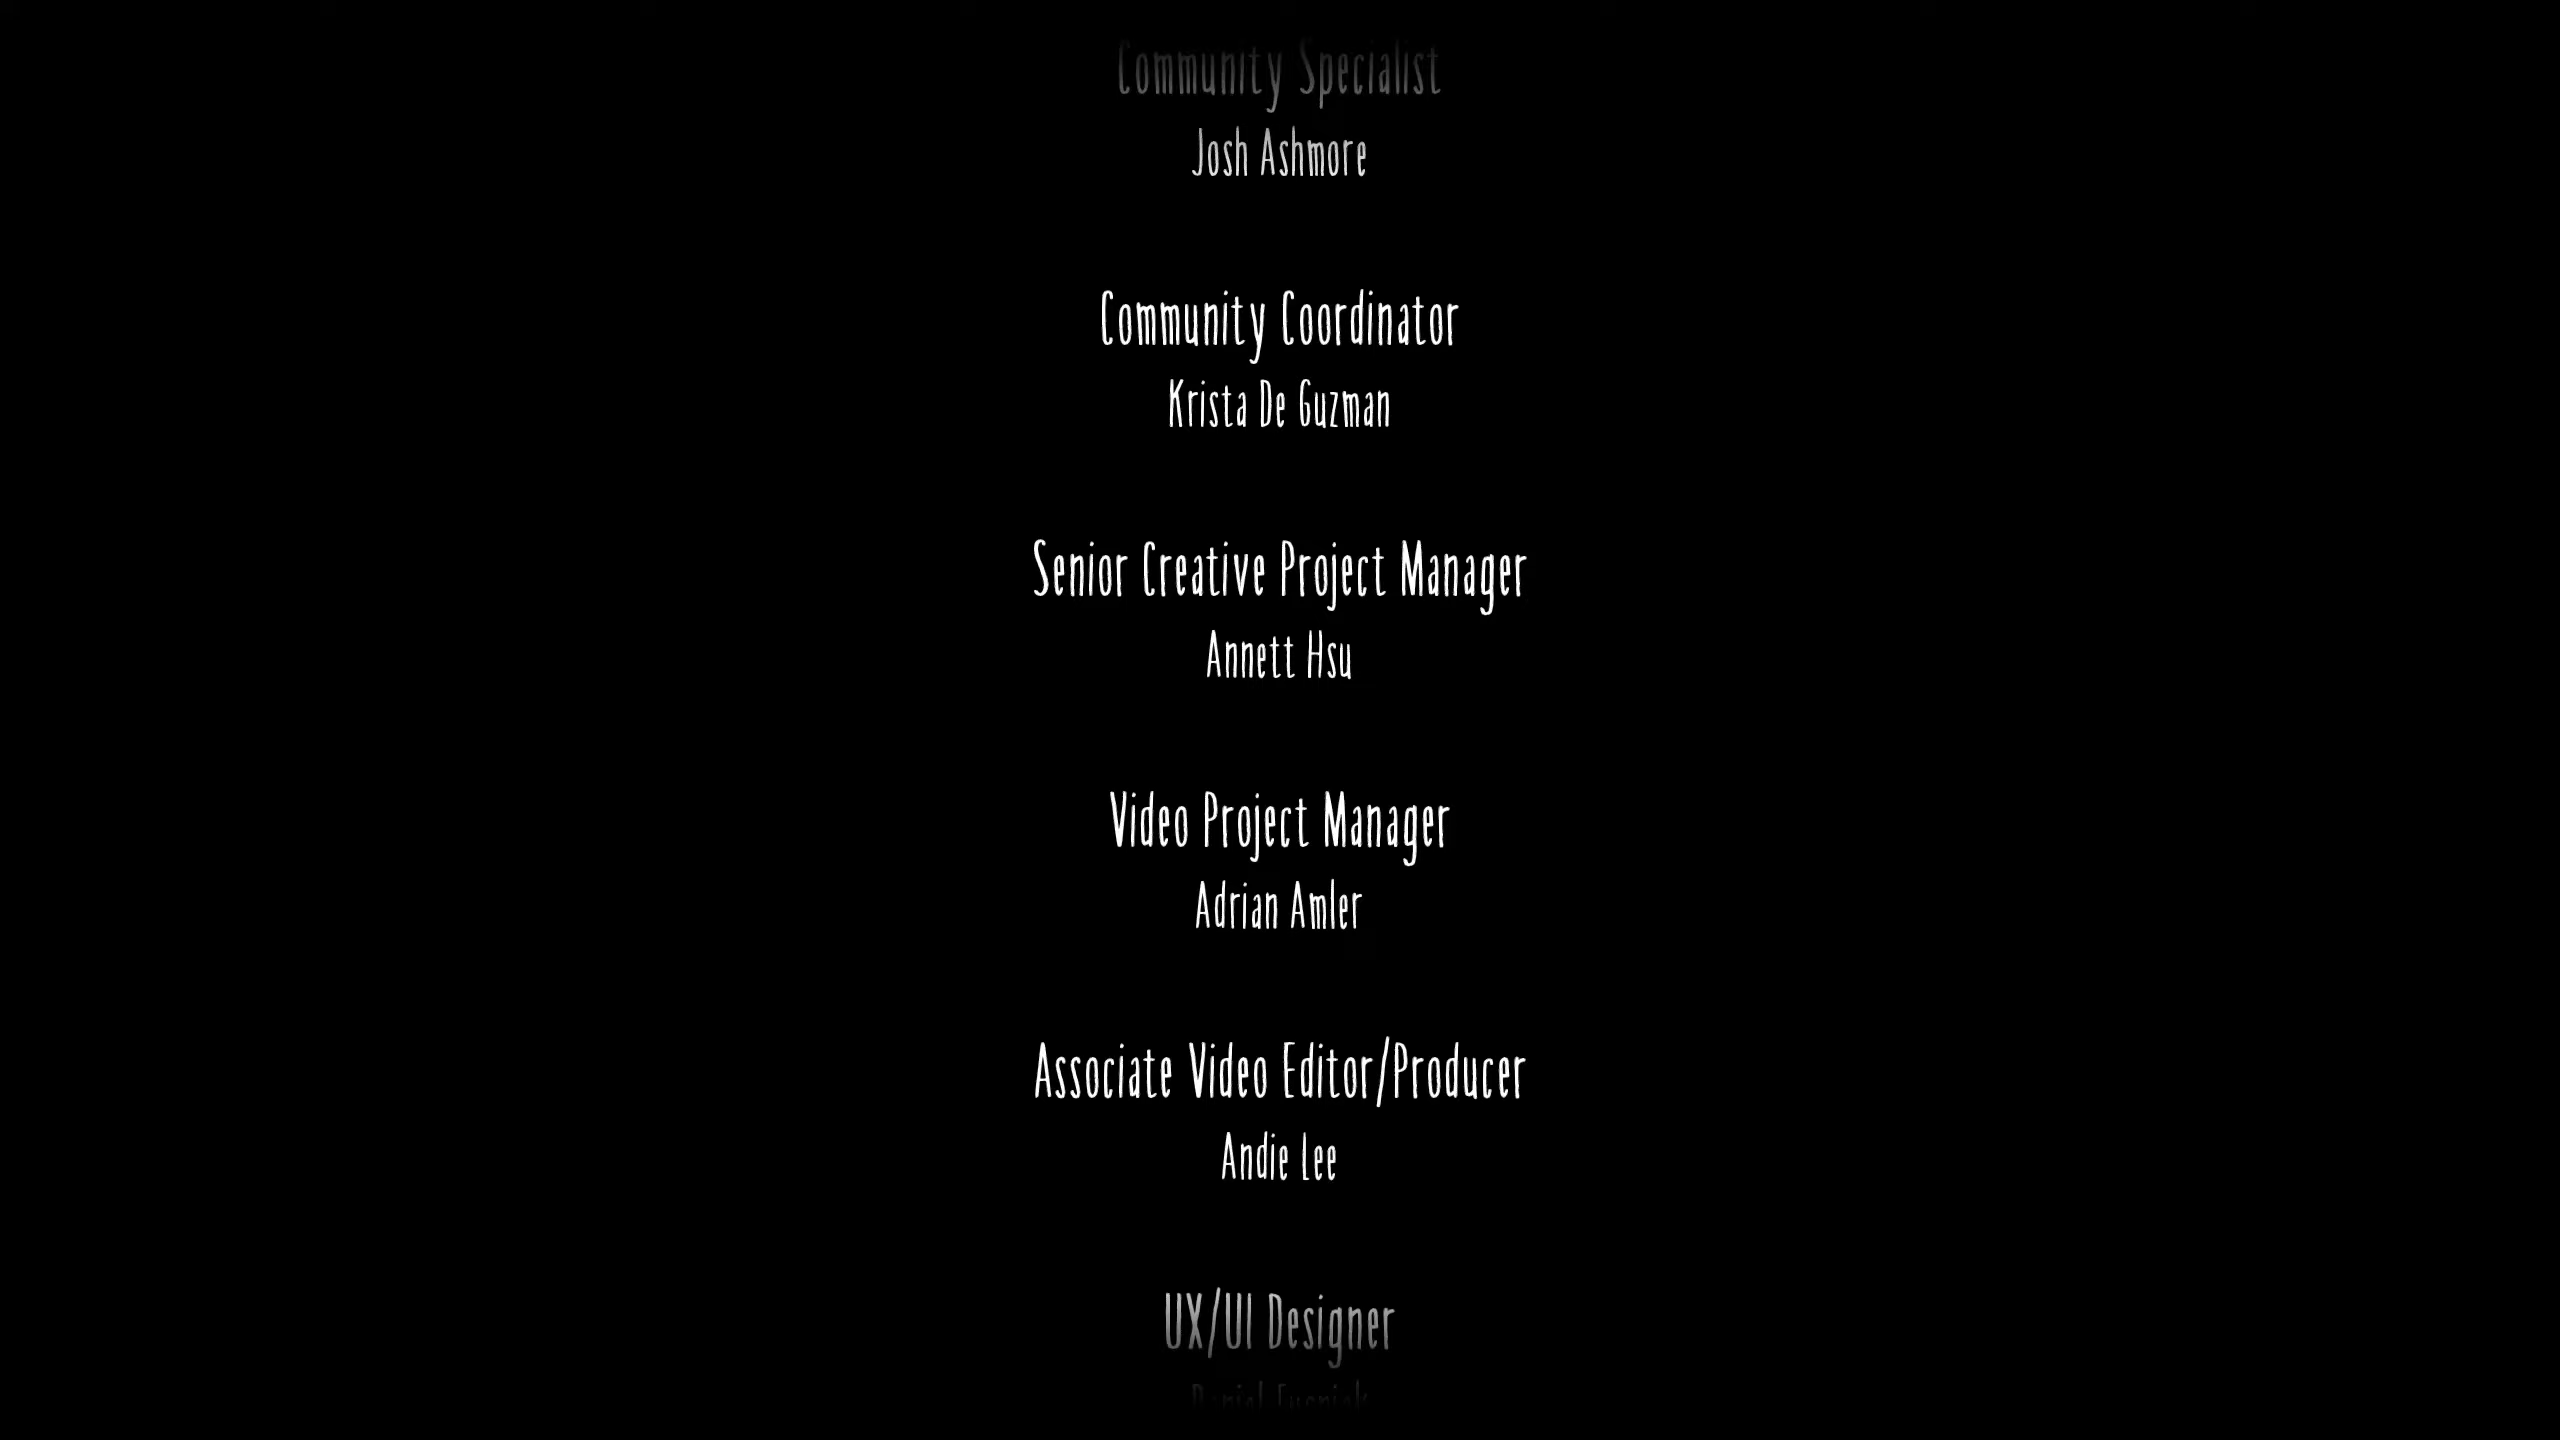 Community Specialist
Josh Ashmore
Community Coordinator
Krista De Guzman
Senior Creative Project Manager
Annett Hsu
Video Project Manager
Adrian Amler
Associate Video Editor/Producer
Andie Lee
UX/UI Designer
Daniel